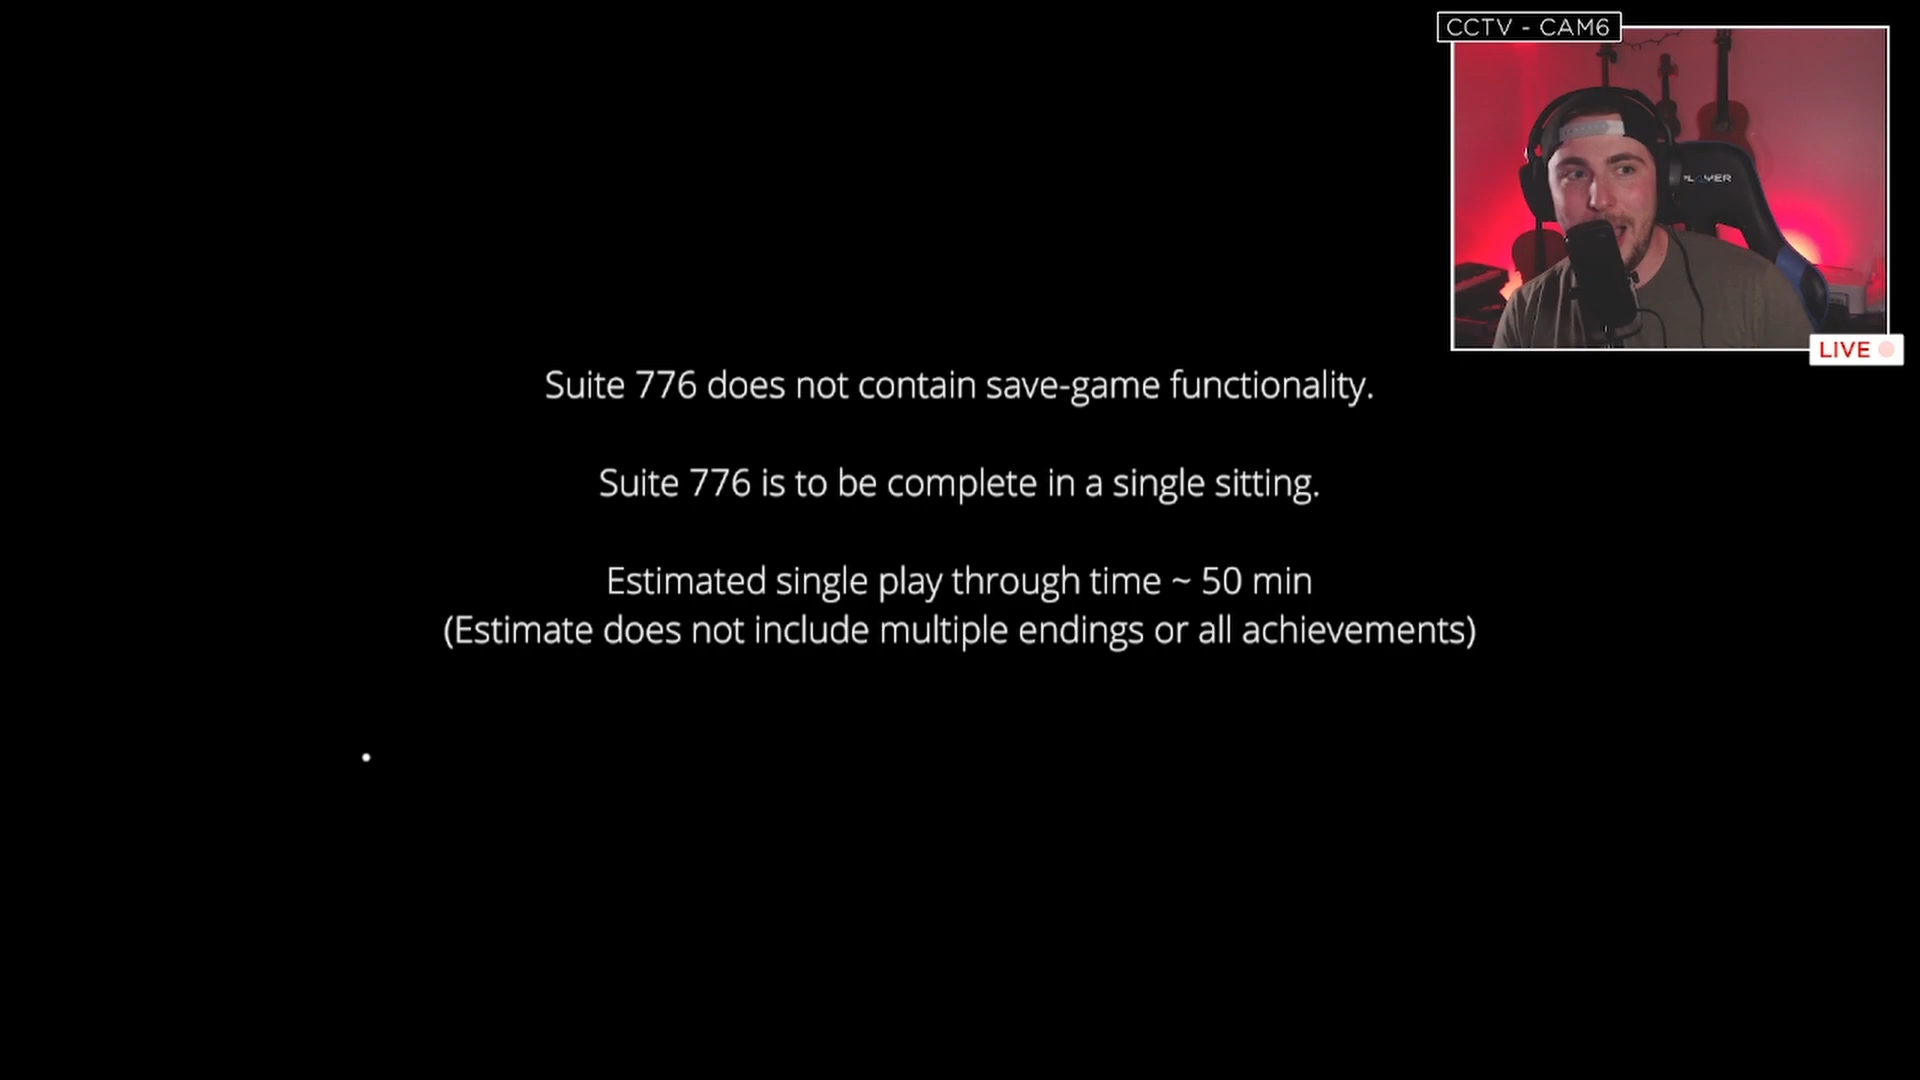 CCTV - CAM6
PLAYER
LIVE
Suite 776 does not contain save-game functionality.
Suite 776 is to be complete in a single sitting.
Estimated single play through time ~ 50 min
(Estimate does not include multiple endings or all achievements)